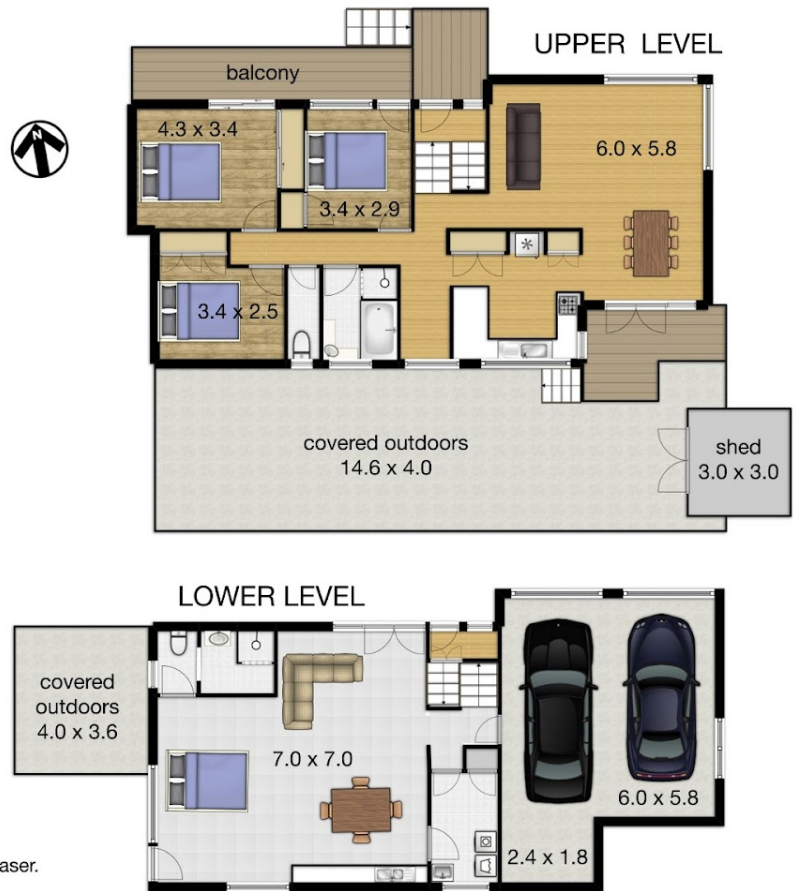 UPPER LEVEL
balcony
N
4.3 x 3.4
6.0 x 5.8
3.4 x 2.9
3.4 x 2.5
covered outdoors
14.6 x 4.0
shed
3.0 x 3.0
LOWER LEVEL
covered
outdoors
4.0 x 3.6
7.0 x 7.0
6.0 x 5.8
2.4 x 1.8
aser.